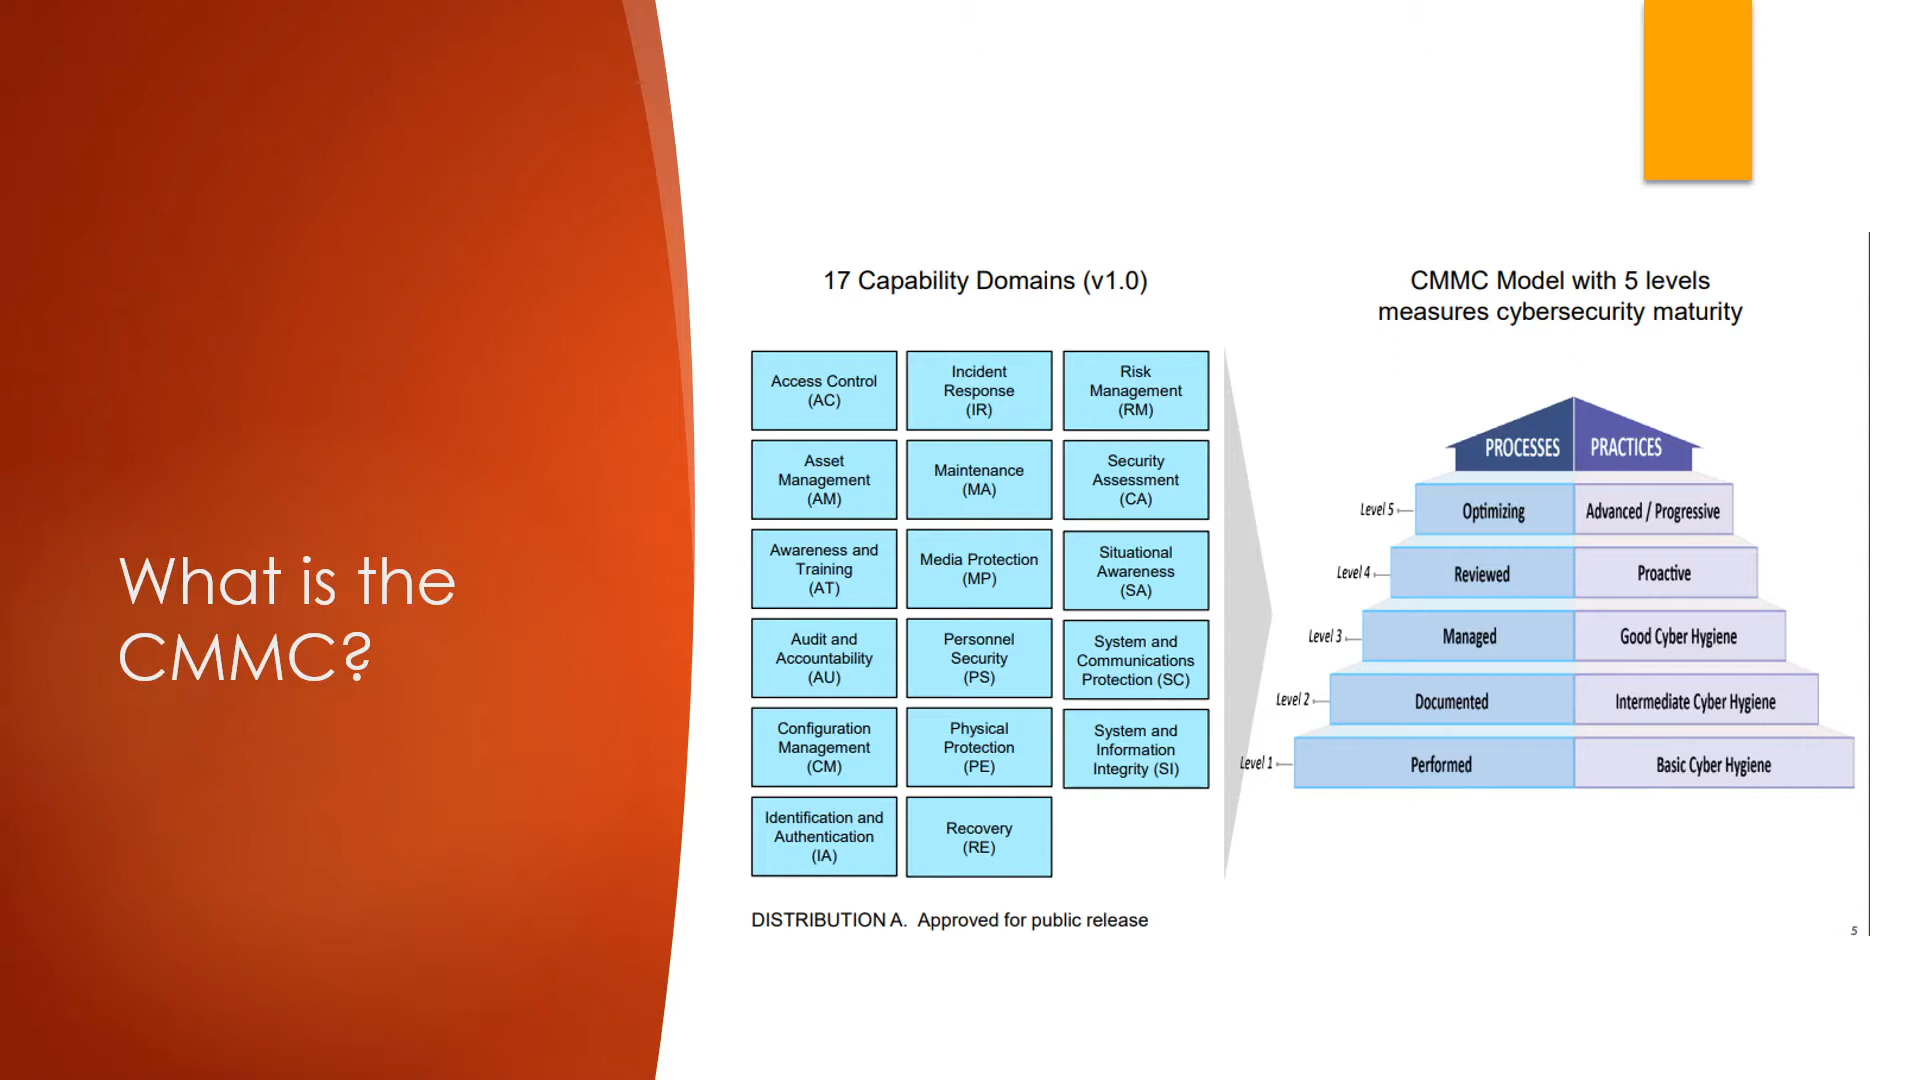 What is the
CMMC?
17 Capability Domains (v1.0)
Access Control
(AC)
Incident
Response
(IR)
Risk
Management
(RM)
Asset
Management
(AM)
Maintenance
(MA)
Security
Assessment
(CA)
Awareness and
Training
(AT)
Media Protection
(MP)
Situational
Awareness
(SA)
Audit and
Accountability
(AU)
Personnel
Security
(PS)
System and
Communications
Protection (SC)
Configuration
Management
(CM)
Physical
Protection
(PE)
System and
Information
Integrity (SI)
Identification and
Authentication
(IA)
Recovery
(RE)
DISTRIBUTION A.  Approved for public release
CMMC Model with 5 levels
measures cybersecurity maturity
PROCESSES PRACTICES
Level 5 Optimizing Advanced / Progressive
Level 4 Reviewed Proactive
Level 3 Managed Good Cyber Hygiene
Level 2 Documented Intermediate Cyber Hygiene
Level 1 Performed Basic Cyber Hygiene
5